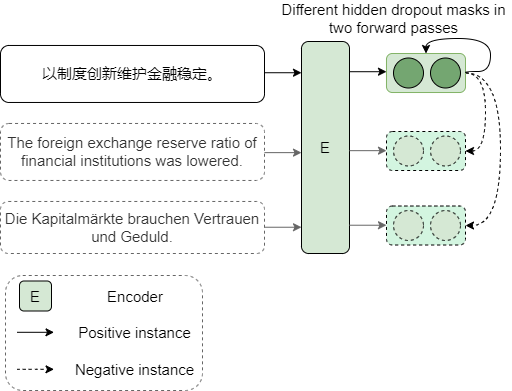 Different hidden dropout masks in
two forward passes
以制度创新维护金融稳定。
The foreign exchange reserve ratio of
financial institutions was lowered.
E
Die Kapitalmärkte brauchen Vertrauen
und Geduld.
E Encoder
Positive instance
Negative instance